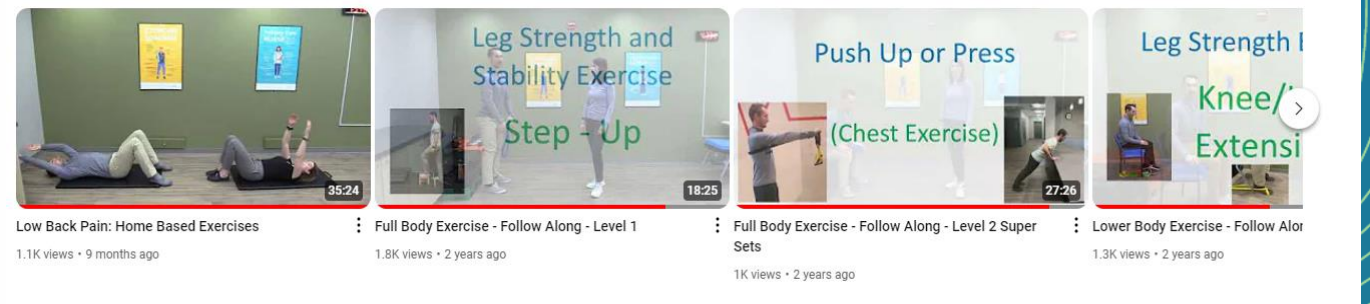 35:24
Low Back Pain: Home Based Exercises
1.1K views • 9 months ago
Leg Strength and
Stability Exercise
Step - Up
18:25
Full Body Exercise - Follow Along - Level 1
1.8K views • 2 years ago
Push Up or Press
(Chest Exercise)
27:26
Full Body Exercise - Follow Along - Level 2 Super
Sets
1K views • 2 years ago
Leg Strength
Knee/
Extensi
Lower Body Exercise - Follow Alon
1.3K views • 2 years ago